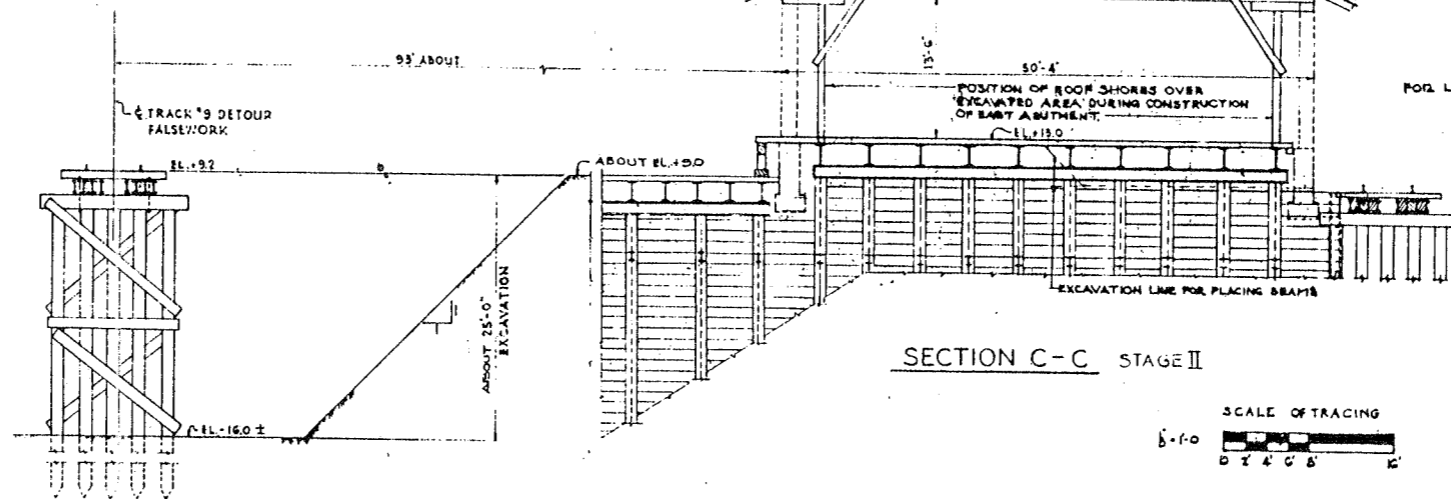 93' ABOUT
13'-6"
50'-4"
FOR L
℄ TRACK #9 DETOUR
FALSEWORK
POSITION OF ROOF SHORES OVER
'EXCAVATED AREA' DURING CONSTRUCTION
OF EAST ABUTMENT.
EL.+13.0
EL.+9.2
ABOUT EL.+9.0
ABOUT 25'-0"
EXCAVATION
1
EXCAVATION LINE FOR PLACING BEAMS
SECTION C-C STAGE II
EL.-16.0 ±
SCALE OF TRACING
0 2' 4' 6' 8' 16'